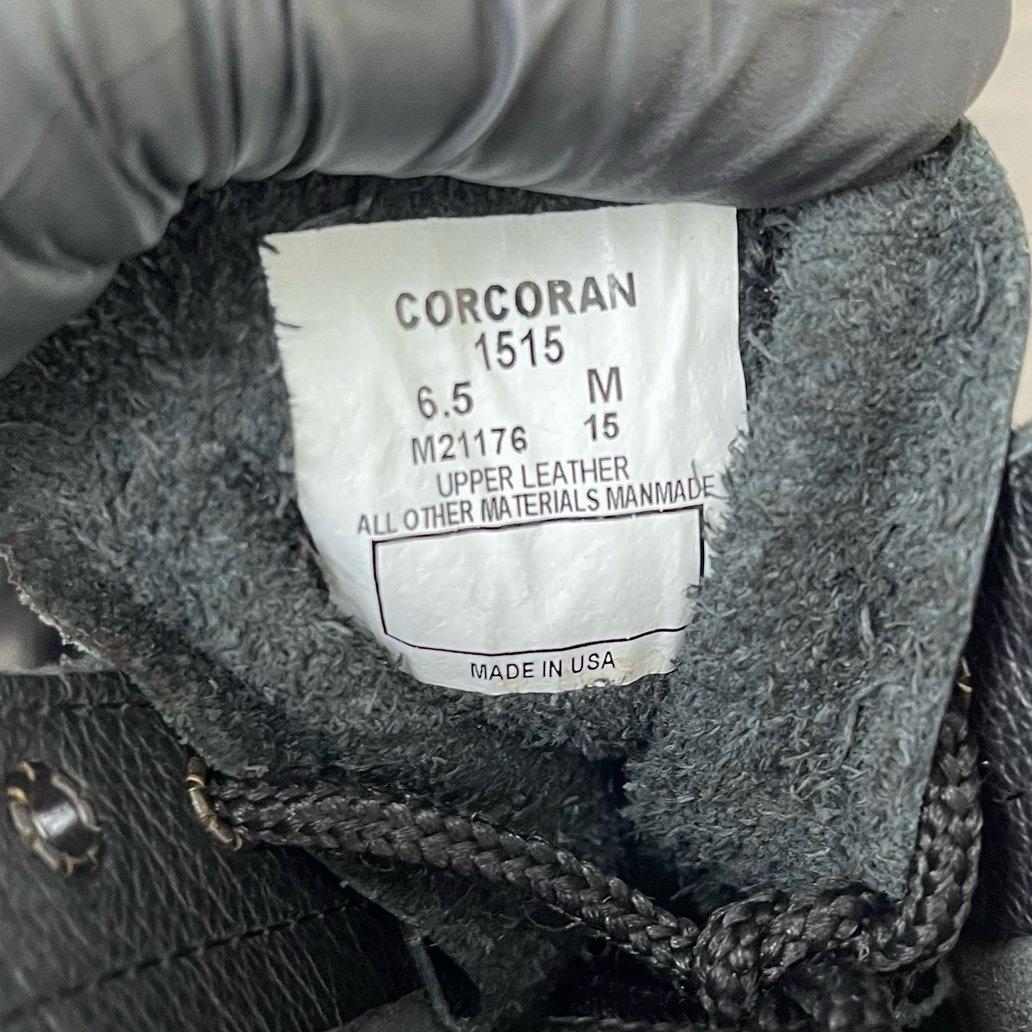 CORCORAN
1515
6.5 M
M21176 15
UPPER LEATHER
ALL OTHER MATERIALS MANMADE
MADE IN USA